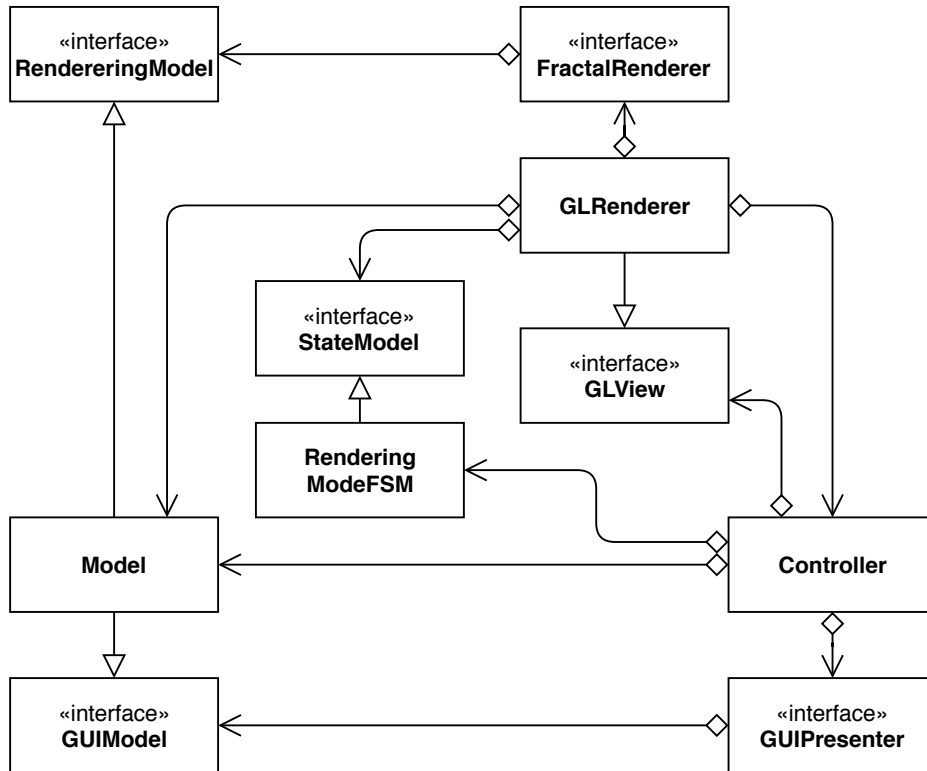 «interface»
RendereringModel
«interface»
FractalRenderer
GLRenderer
«interface»
StateModel
«interface»
GLView
Rendering
ModeFSM
Model
Controller
«interface»
GUIModel
«interface»
GUIPresenter